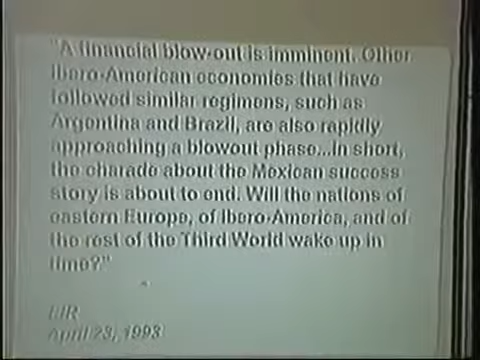 "A financial blow-out is imminent. Other
Ibero-American economies that have
followed similar regimens, such as
Argentina and Brazil, are also rapidly
approaching a blowout phase...In short,
the charade about the Mexican success
story is about to end. Will the nations of
eastern Europe, of Ibero-America, and of
the rest of the Third World wake up in
time?"
EIR
April 23, 1993